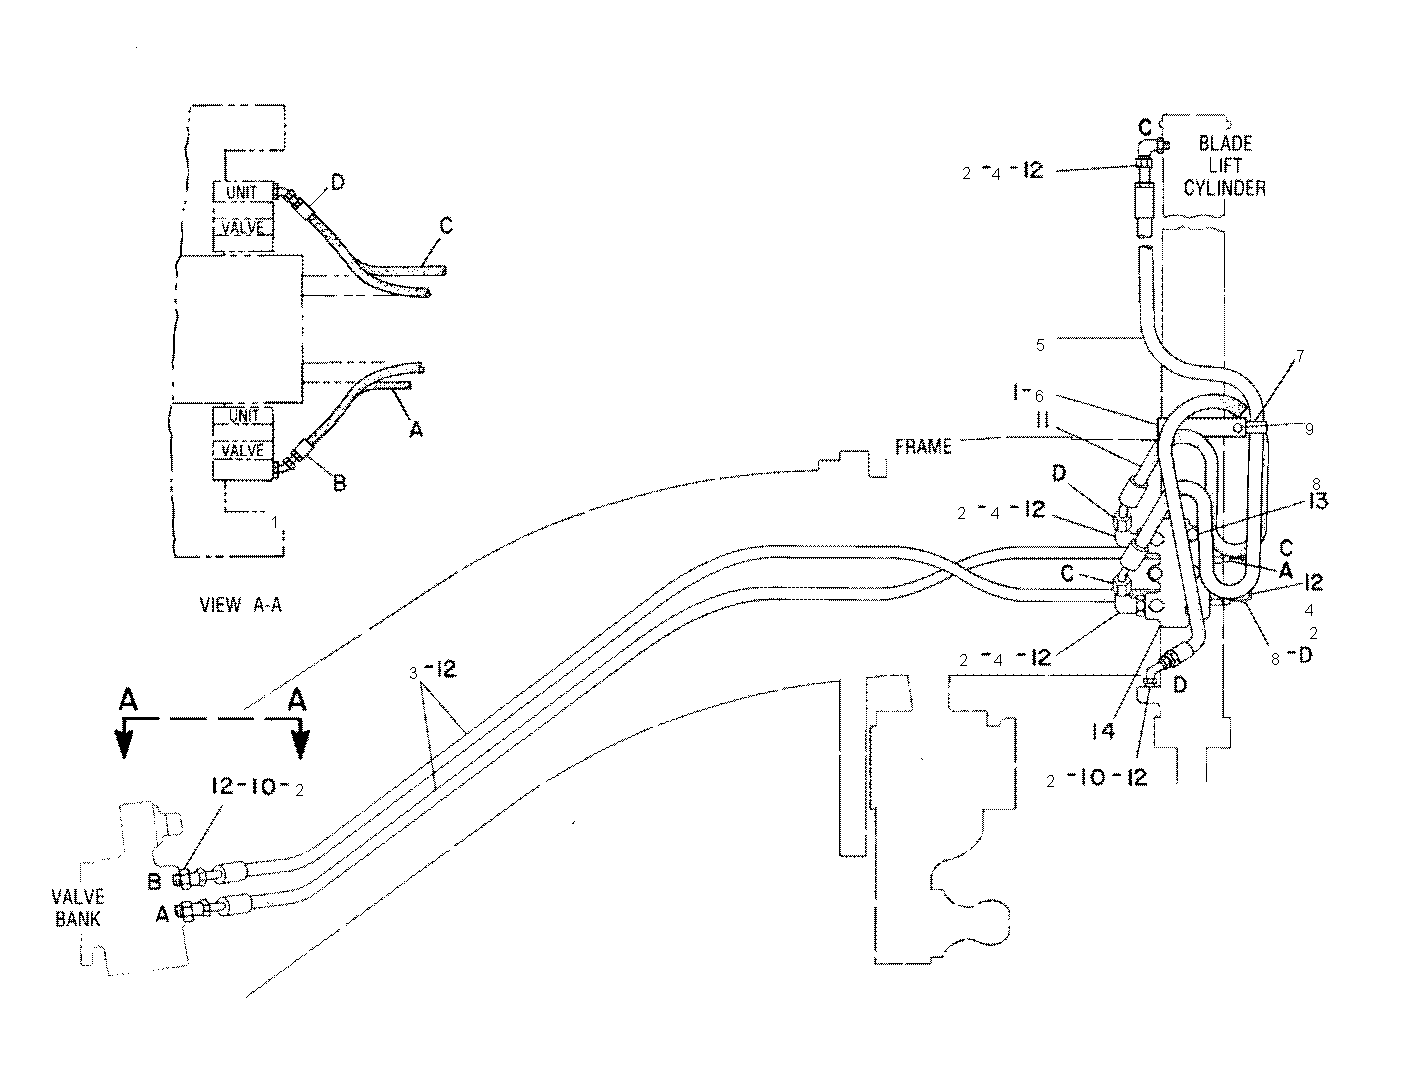 C
BLADE
LIFT
CYLINDER
2 -4 -12
D
UNIT
VALVE
C
5
7
1-6
11
9
UNIT
VALVE
A
B
FRAME
D
8
13
2 -4 -12
1
C
A
C
12
4
2
8 -D
VIEW A-A
2 -4 -12
3 -12
D
A A
14
2 -10-12
12-10-2
B
VALVE
BANK
A